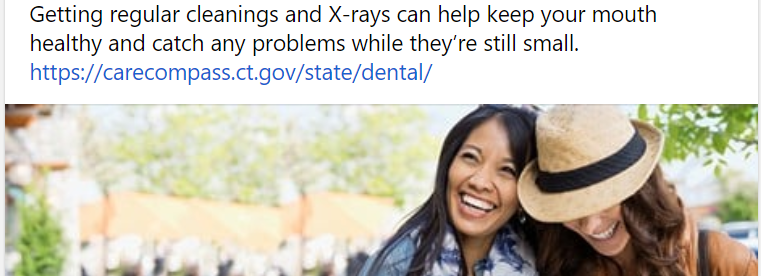 Getting regular cleanings and X-rays can help keep your mouth
healthy and catch any problems while they’re still small.
https://carecompass.ct.gov/state/dental/